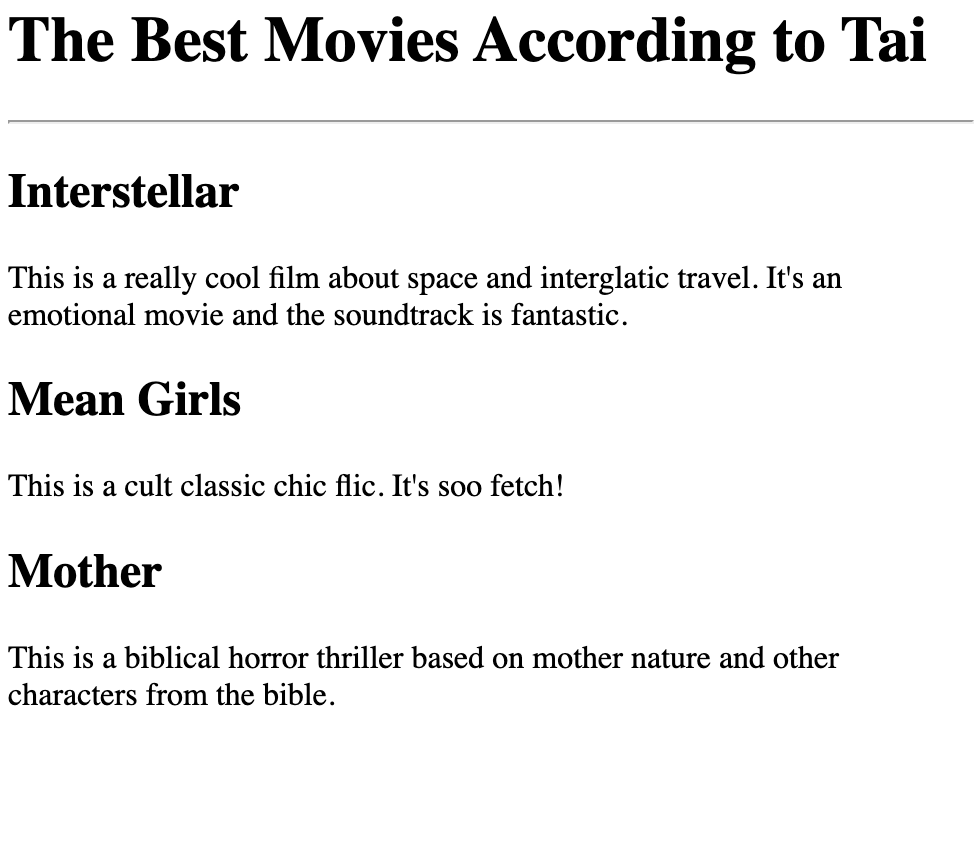 The Best Movies According to Tai
Interstellar
This is a really cool film about space and interglatic travel. It's an
emotional movie and the soundtrack is fantastic.
Mean Girls
This is a cult classic chic flic. It's soo fetch!
Mother
This is a biblical horror thriller based on mother nature and other
characters from the bible.